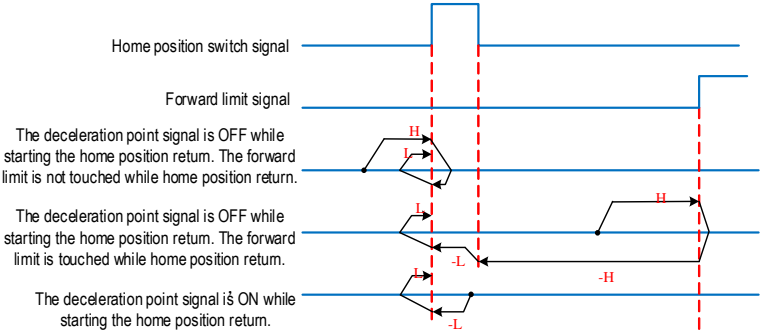 Home position switch signal
Forward limit signal
The deceleration point signal is OFF while
starting the home position return. The forward
limit is not touched while home position return.
H
L
The deceleration point signal is OFF while
starting the home position return. The forward
limit is touched while home position return.
L
H
-L
-H
The deceleration point signal is ON while
starting the home position return.
L
-L